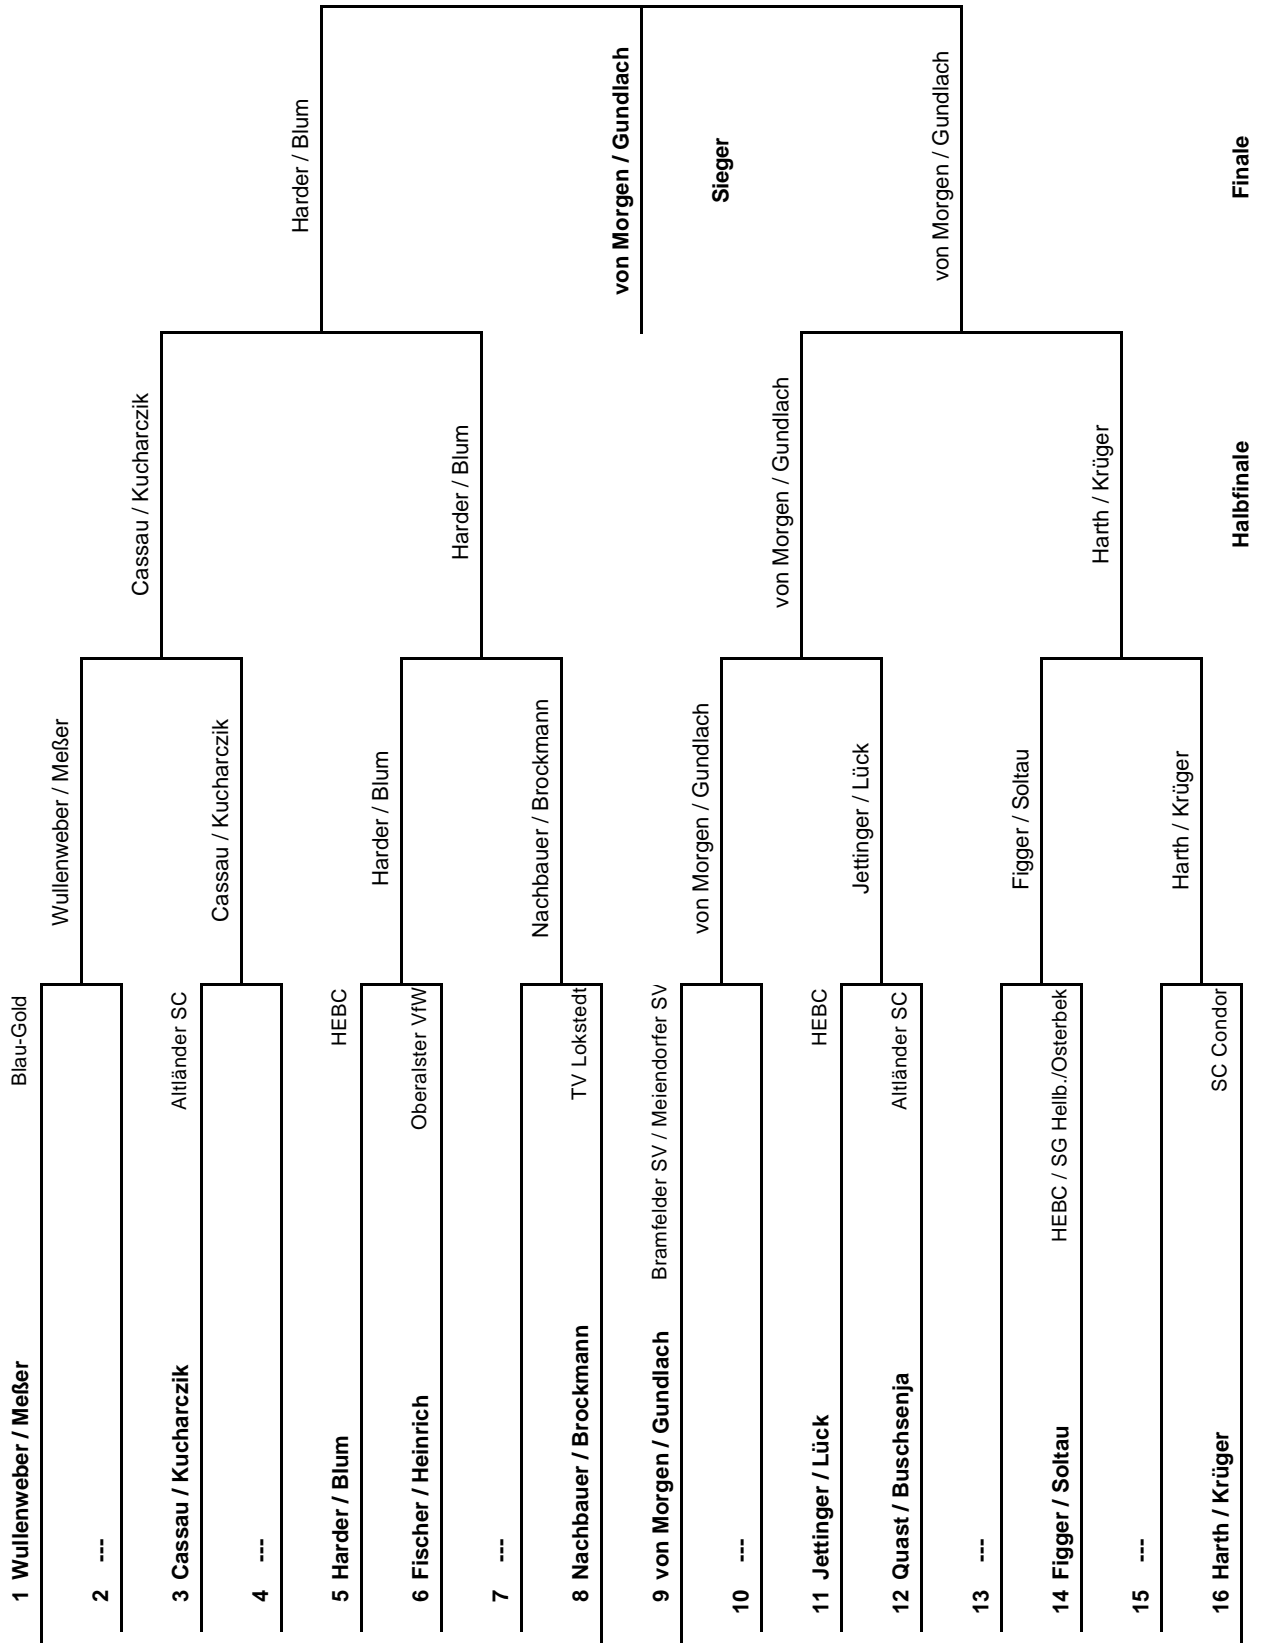 1 Wullenweber / Meßer Blau-Gold
2 ---
3 Cassau / Kucharczik Altländer SC
4 ---
5 Harder / Blum HEBC
6 Fischer / Heinrich Oberalster VfW
7 ---
8 Nachbauer / Brockmann TV Lokstedt
9 von Morgen / Gundlach Bramfelder SV / Meiendorfer SV
10 ---
11 Jettinger / Lück HEBC
12 Quast / Buschsenja Altländer SC
13 ---
14 Figger / Soltau HEBC / SG Hellb./Osterbek
15 ---
16 Harth / Krüger SC Condor
Wullenweber / Meßer
Cassau / Kucharczik
Harder / Blum
Nachbauer / Brockmann
von Morgen / Gundlach
Jettinger / Lück
Figger / Soltau
Harth / Krüger
Cassau / Kucharczik
Harder / Blum
von Morgen / Gundlach
Harth / Krüger
Halbfinale
Harder / Blum
von Morgen / Gundlach
Sieger
von Morgen / Gundlach
Finale